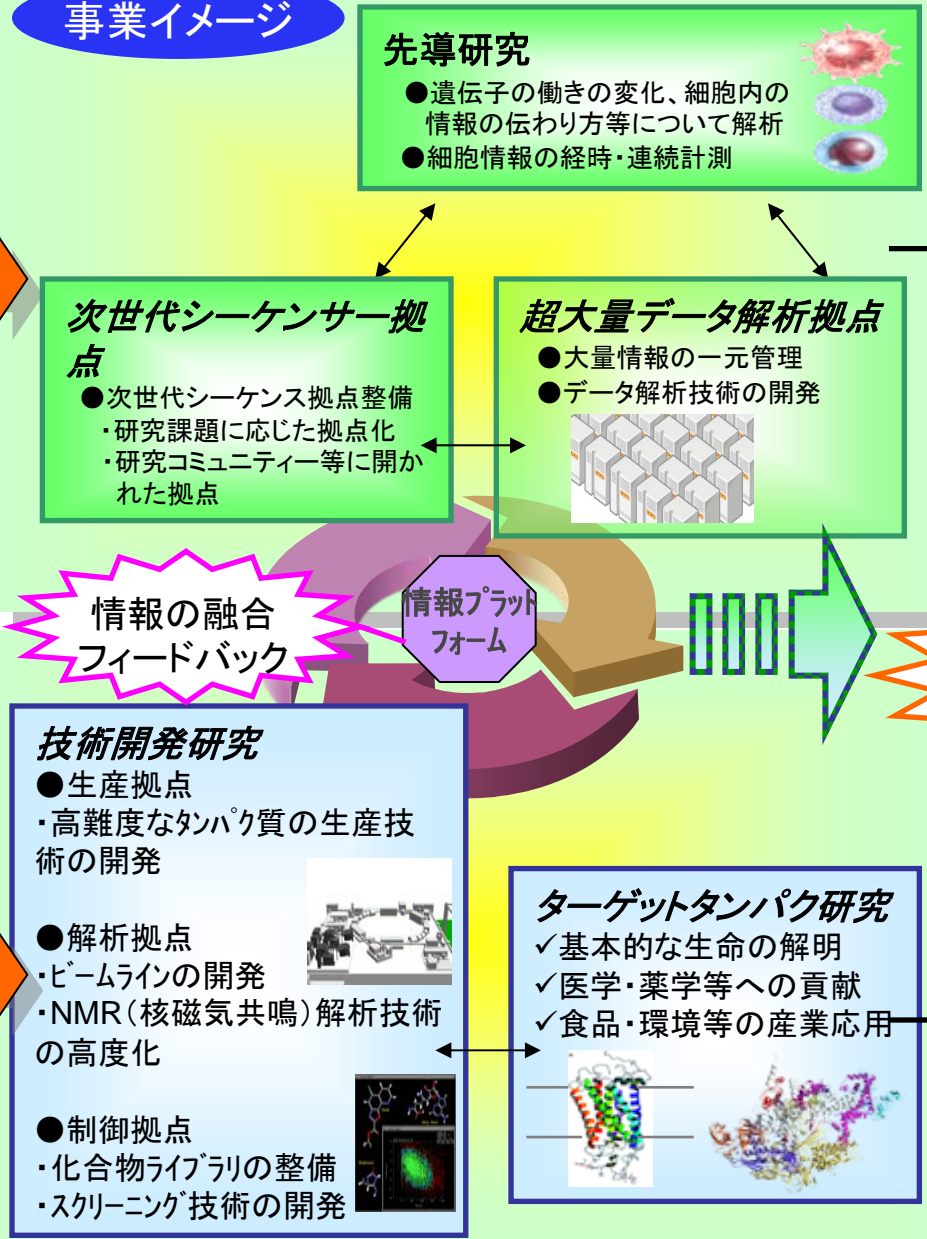 事業イメージ
先導研究
●遺伝子の働きの変化、細胞内の
情報の伝わり方等について解析
●細胞情報の経時・連続計測
次世代シーケンサー拠
点
●次世代シーケンス拠点整備
・研究課題に応じた拠点化
・研究コミュニティー等に開か
れた拠点
超大量データ解析拠点
●大量情報の一元管理
●データ解析技術の開発
情報の融合
フィードバック
情報プラット
フォーム
技術開発研究
●生産拠点
・高難度なﾀﾝﾊﾟｸ質の生産技
術の開発
●解析拠点
・ﾋﾞｰﾑﾗｲﾝの開発
・NMR（核磁気共鳴）解析技術
の高度化
●制御拠点
・化合物ﾗｲﾌﾞﾗﾘの整備
・ｽｸﾘｰﾆﾝｸﾞ技術の開発
ターゲットタンパク研究
✓基本的な生命の解明
✓医学・薬学等への貢献
✓食品・環境等の産業応用